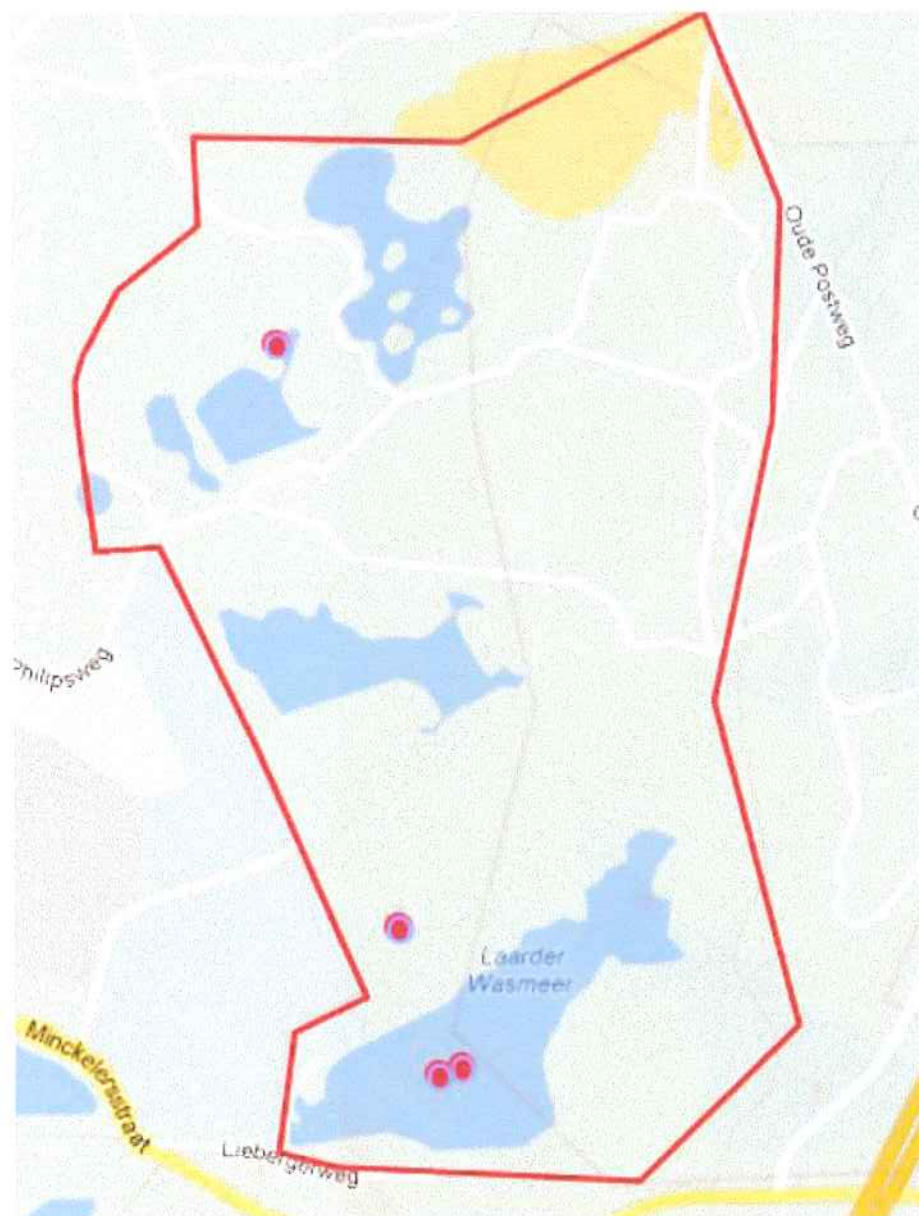 Oude Postweg
Philipsweg
Laarder
Wasmeer
Minckelersstraat
Liebergerweg